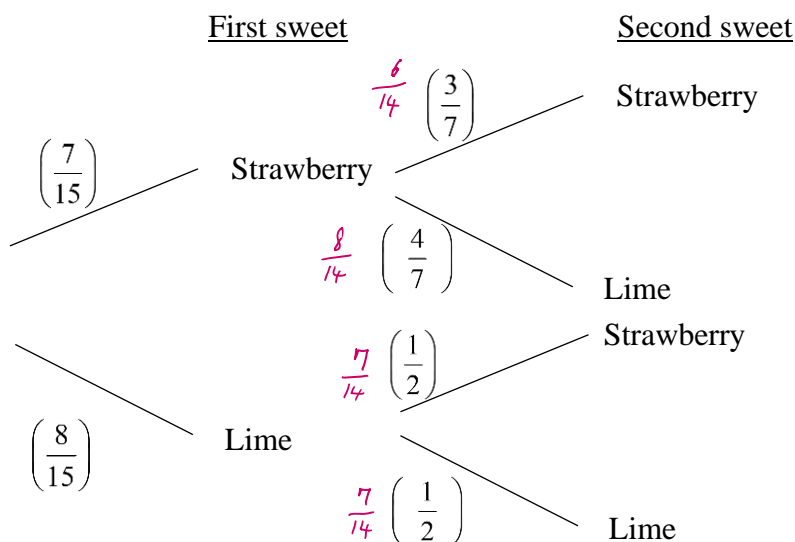 First sweet Second sweet
6/14 (3/7) Strawberry
(7/15) Strawberry
8/14 (4/7) Lime
7/14 (1/2) Strawberry
(8/15) Lime
7/14 (1/2) Lime